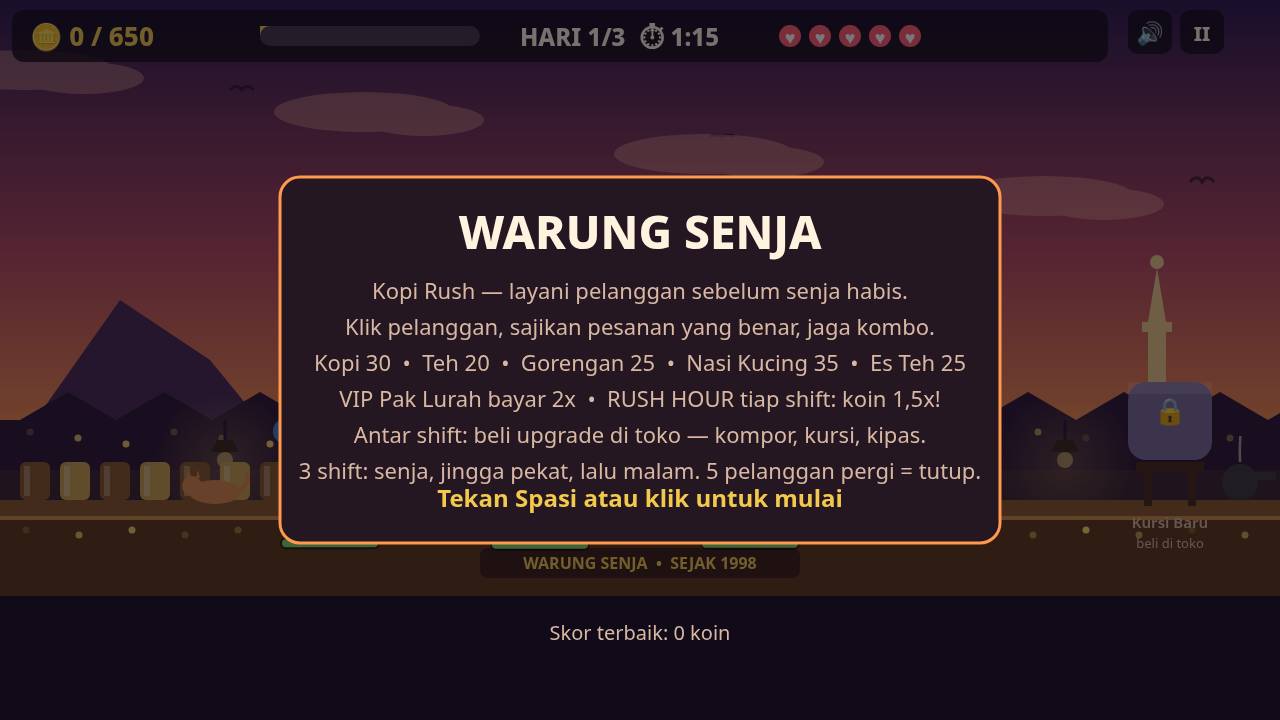 0 / 650
HARI 1/3 ⏱ 1:15
II
WARUNG SENJA
Kopi Rush — layani pelanggan sebelum senja habis.
Klik pelanggan, sajikan pesanan yang benar, jaga kombo.
Kopi 30 • Teh 20 • Gorengan 25 • Nasi Kucing 35 • Es Teh 25
VIP Pak Lurah bayar 2x • RUSH HOUR tiap shift: koin 1,5x!
Antar shift: beli upgrade di toko — kompor, kursi, kipas.
3 shift: senja, jingga pekat, lalu malam. 5 pelanggan pergi = tutup.
Tekan Spasi atau klik untuk mulai
Kursi Baru
beli di toko
WARUNG SENJA • SEJAK 1998
Skor terbaik: 0 koin